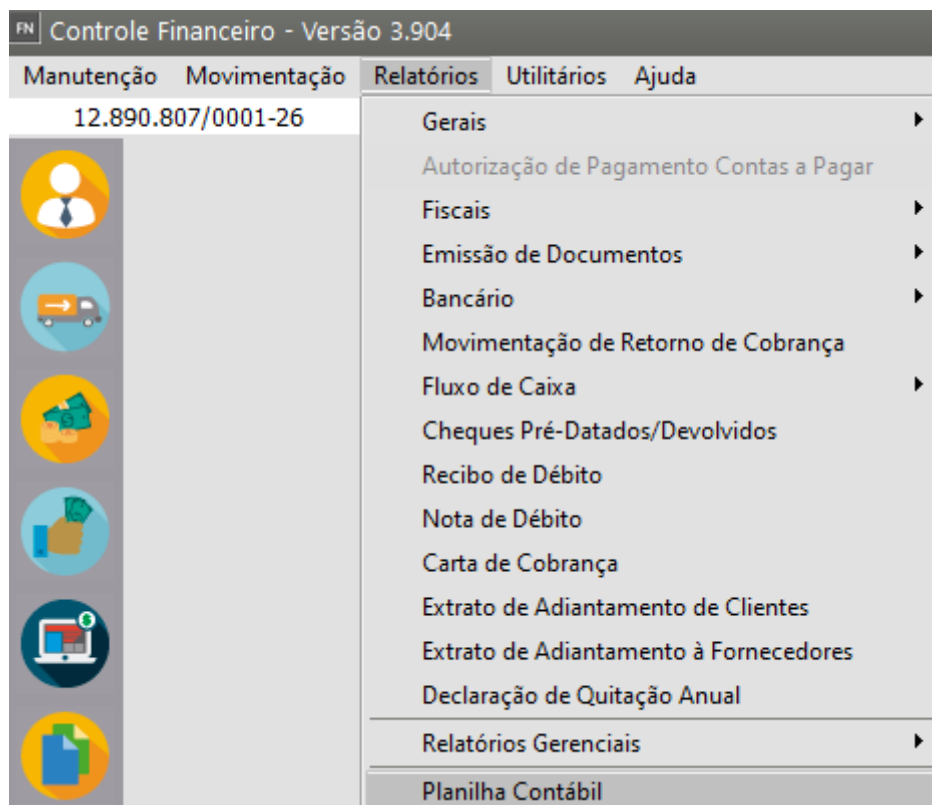 FN Controle Financeiro - Versão 3.904
Manutenção Movimentação Relatórios Utilitários Ajuda
12.890.807/0001-26
Gerais
Autorização de Pagamento Contas a Pagar
Fiscais
Emissão de Documentos
Bancário
Movimentação de Retorno de Cobrança
Fluxo de Caixa
Cheques Pré-Datados/Devolvidos
Recibo de Débito
Nota de Débito
Carta de Cobrança
Extrato de Adiantamento de Clientes
Extrato de Adiantamento à Fornecedores
Declaração de Quitação Anual
Relatórios Gerenciais
Planilha Contábil